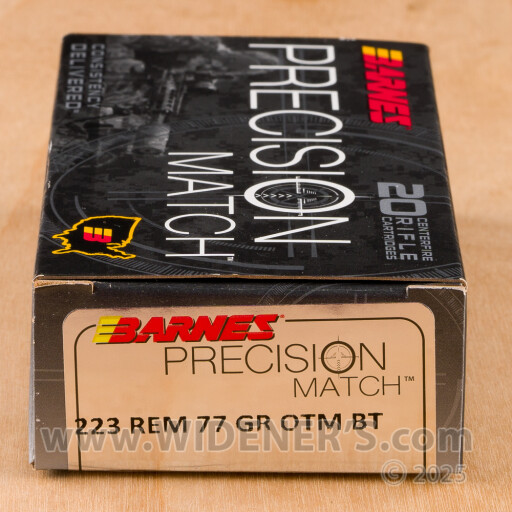 BARNES
PRECISION
MATCH™
CONSISTENCY
DELIVERED
20
CENTERFIRE
RIFLE
CARTRIDGES
B
BARNES
PRECISION
MATCH™
223 REM 77 GR OTM BT
WWW.WIDENER'S.COM
© 2025